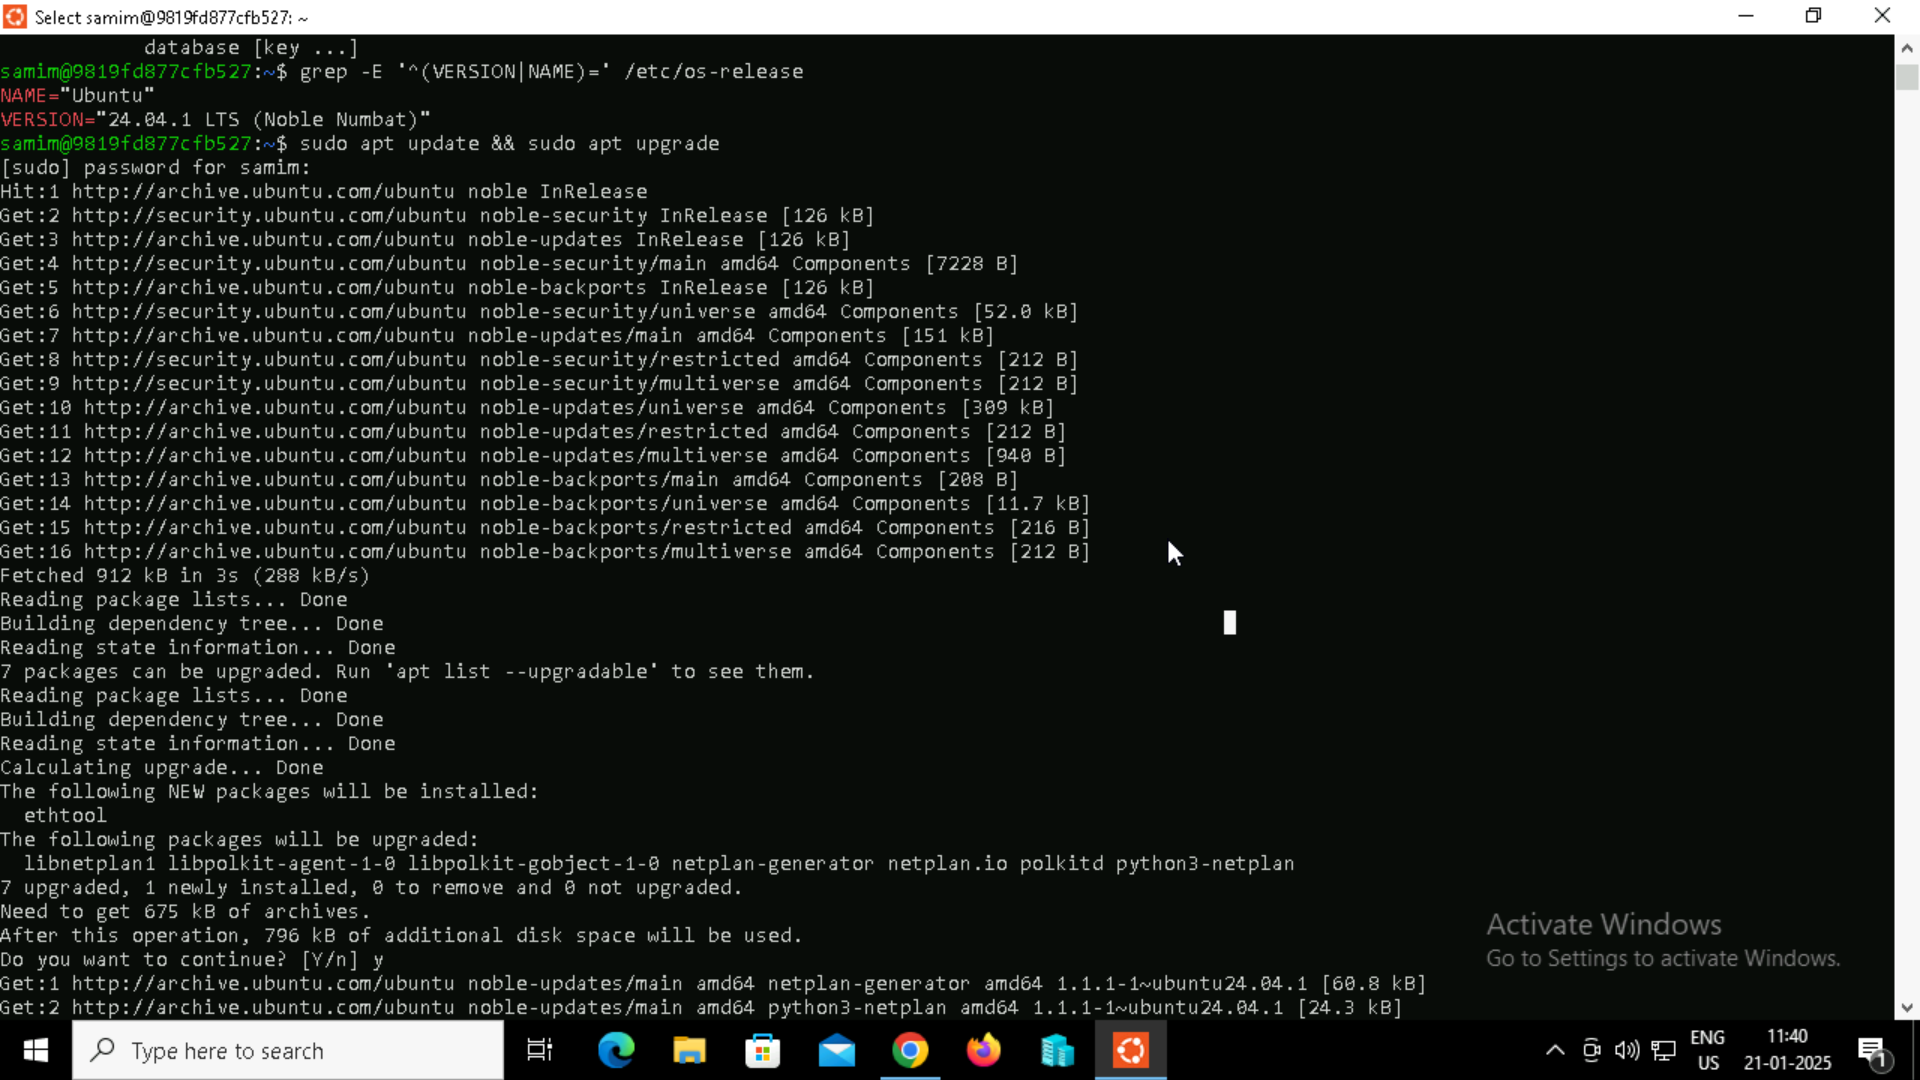 Select samim@9819fd877cfb527: ~
database [key ...]
samim@9819fd877cfb527:~$ grep -E '^(VERSION|NAME)=' /etc/os-release
NAME="Ubuntu"
VERSION="24.04.1 LTS (Noble Numbat)"
samim@9819fd877cfb527:~$ sudo apt update && sudo apt upgrade
[sudo] password for samim:
Hit:1 http://archive.ubuntu.com/ubuntu noble InRelease
Get:2 http://security.ubuntu.com/ubuntu noble-security InRelease [126 kB]
Get:3 http://archive.ubuntu.com/ubuntu noble-updates InRelease [126 kB]
Get:4 http://security.ubuntu.com/ubuntu noble-security/main amd64 Components [7228 B]
Get:5 http://archive.ubuntu.com/ubuntu noble-backports InRelease [126 kB]
Get:6 http://security.ubuntu.com/ubuntu noble-security/universe amd64 Components [52.0 kB]
Get:7 http://archive.ubuntu.com/ubuntu noble-updates/main amd64 Components [151 kB]
Get:8 http://security.ubuntu.com/ubuntu noble-security/restricted amd64 Components [212 B]
Get:9 http://security.ubuntu.com/ubuntu noble-security/multiverse amd64 Components [212 B]
Get:10 http://archive.ubuntu.com/ubuntu noble-updates/universe amd64 Components [309 kB]
Get:11 http://archive.ubuntu.com/ubuntu noble-updates/restricted amd64 Components [212 B]
Get:12 http://archive.ubuntu.com/ubuntu noble-updates/multiverse amd64 Components [940 B]
Get:13 http://archive.ubuntu.com/ubuntu noble-backports/main amd64 Components [208 B]
Get:14 http://archive.ubuntu.com/ubuntu noble-backports/universe amd64 Components [11.7 kB]
Get:15 http://archive.ubuntu.com/ubuntu noble-backports/restricted amd64 Components [216 B]
Get:16 http://archive.ubuntu.com/ubuntu noble-backports/multiverse amd64 Components [212 B]
Fetched 912 kB in 3s (288 kB/s)
Reading package lists... Done
Building dependency tree... Done
Reading state information... Done
7 packages can be upgraded. Run 'apt list --upgradable' to see them.
Reading package lists... Done
Building dependency tree... Done
Reading state information... Done
Calculating upgrade... Done
The following NEW packages will be installed:
ethtool
The following packages will be upgraded:
libnetplan1 libpolkit-agent-1-0 libpolkit-gobject-1-0 netplan-generator netplan.io polkitd python3-netplan
7 upgraded, 1 newly installed, 0 to remove and 0 not upgraded.
Need to get 675 kB of archives.
After this operation, 796 kB of additional disk space will be used.
Do you want to continue? [Y/n] y
Get:1 http://archive.ubuntu.com/ubuntu noble-updates/main amd64 netplan-generator amd64 1.1.1-1~ubuntu24.04.1 [60.8 kB]
Get:2 http://archive.ubuntu.com/ubuntu noble-updates/main amd64 python3-netplan amd64 1.1.1-1~ubuntu24.04.1 [24.3 kB]
Activate Windows
Go to Settings to activate Windows.
Type here to search
ENG
US
11:40
21-01-2025
1